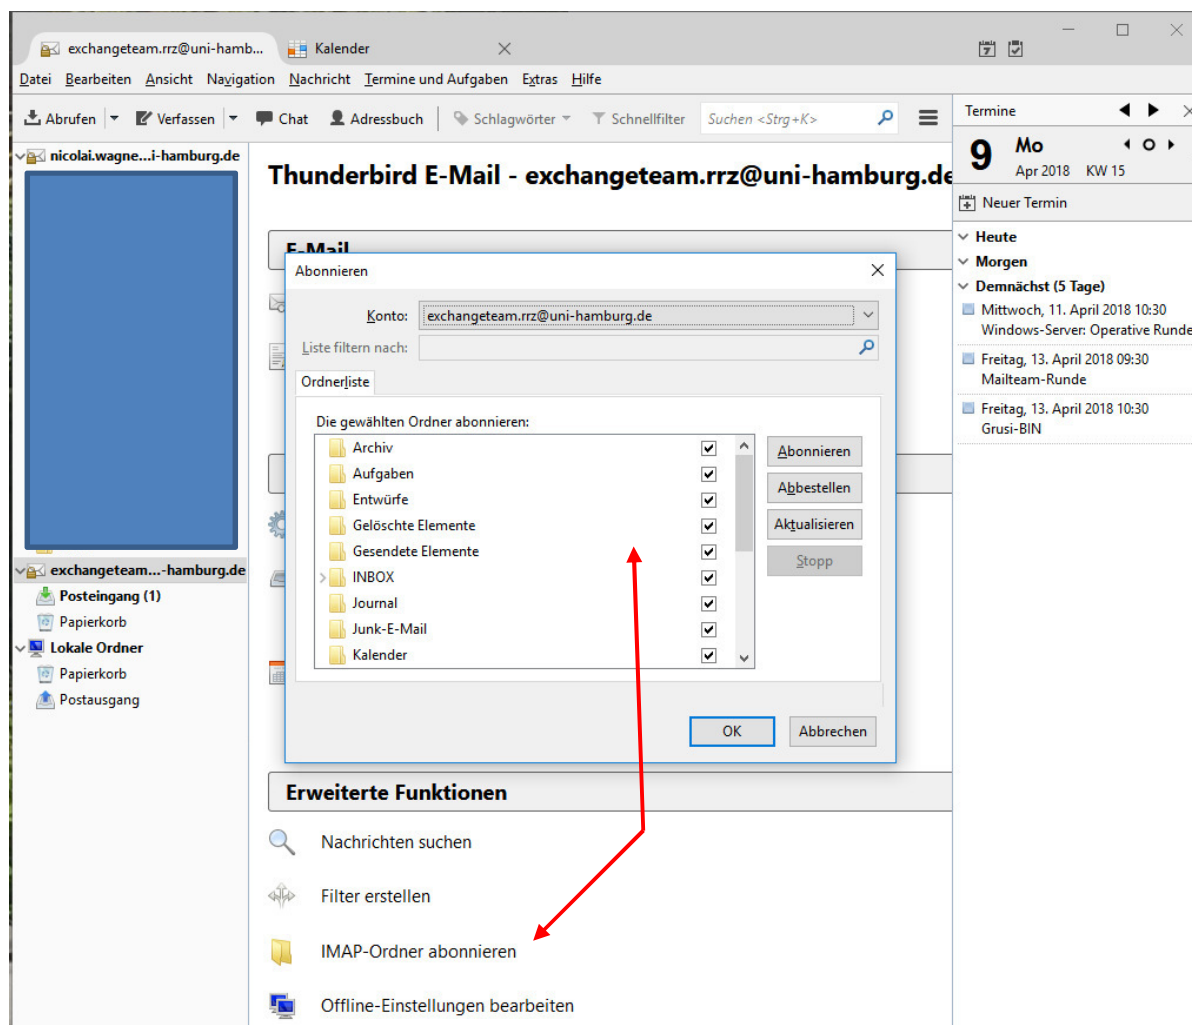 exchangeteam.rrz@uni-hamb...
Kalender
Datei Bearbeiten Ansicht Navigation Nachricht Termine und Aufgaben Extras Hilfe
Abrufen Verfassen Chat Adressbuch Schlagwörter Schnellfilter Suchen <Strg+K>
nicolai.wagne...i-hamburg.de
exchangeteam...-hamburg.de
Posteingang (1)
Papierkorb
Lokale Ordner
Papierkorb
Postausgang
Thunderbird E-Mail - exchangeteam.rrz@uni-hamburg.de
E-Mail
Abonnieren
Konto: exchangeteam.rrz@uni-hamburg.de
Liste filtern nach:
Ordnerliste
Die gewählten Ordner abonnieren:
Archiv
Aufgaben
Entwürfe
Gelöschte Elemente
Gesendete Elemente
INBOX
Journal
Junk-E-Mail
Kalender
Abonnieren
Abbestellen
Aktualisieren
Stopp
OK Abbrechen
Erweiterte Funktionen
Nachrichten suchen
Filter erstellen
IMAP-Ordner abonnieren
Offline-Einstellungen bearbeiten
7
Termine
9 Mo
Apr 2018 KW 15
Neuer Termin
Heute
Morgen
Demnächst (5 Tage)
Mittwoch, 11. April 2018 10:30
Windows-Server: Operative Runde
Freitag, 13. April 2018 09:30
Mailteam-Runde
Freitag, 13. April 2018 10:30
Grusi-BIN